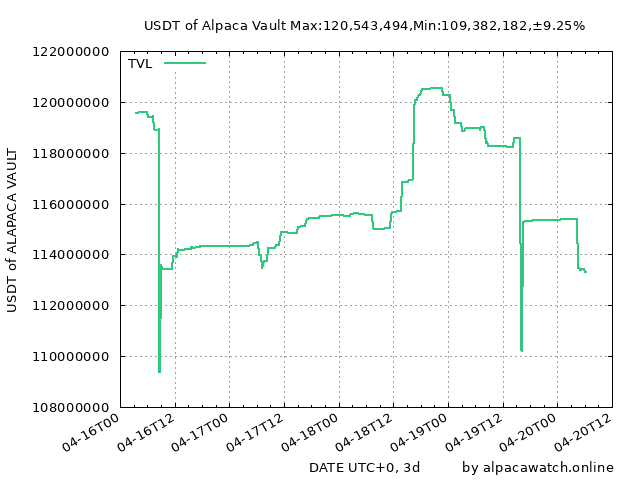 USDT of Alpaca Vault Max:120,543,494,Min:109,382,182,±9.25%
TVL
122000000
120000000
118000000
116000000
114000000
112000000
110000000
108000000
USDT of ALAPACA VAULT
04-16T00
04-16T12
04-17T00
04-17T12
04-18T00
04-18T12
04-19T00
04-19T12
04-20T00
04-20T12
DATE UTC+0, 3d
by alpacawatch.online